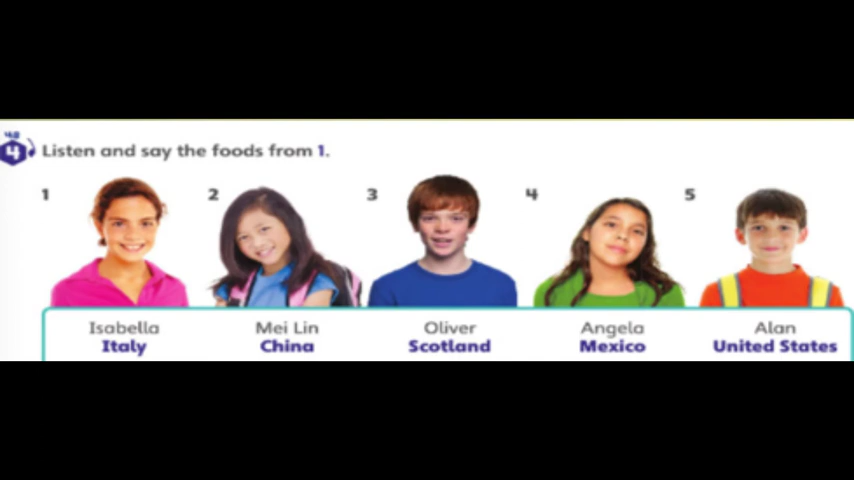 48
4 Listen and say the foods from 1.
1 2 3 4 5
Isabella Mei Lin Oliver Angela Alan
Italy China Scotland Mexico United States